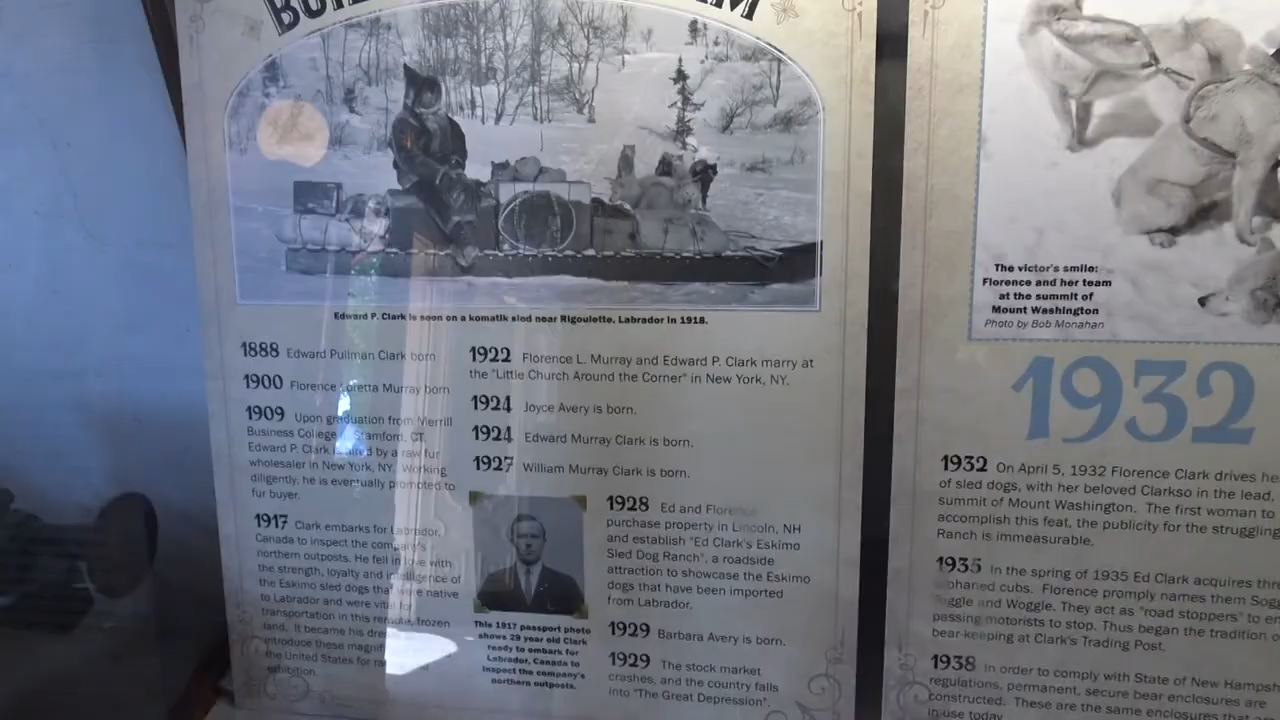 Edward P. Clark is seen on a komatik sled near Rigoulette, Labrador in 1918.
1888 Edward Pullman Clark born
1900 Florence Loretta Murray born
1909 Upon graduation from Merrill
Business College Stamford, CT,
Edward P. Clark is hired by a raw fur
wholesaler in New York, NY. Working
diligently, he is eventually promoted to
fur buyer.
1917 Clark embarks for Labrador,
Canada to inspect the company's
northern outposts. He fell in love with
the strength, loyalty and intelligence of
the Eskimo sled dogs that were native
to Labrador and were vital for
transportation in this remote, frozen
land. It became his
introduce these
the United States for
exhibition.
1922 Florence L. Murray and Edward P. Clark marry at
the "Little Church Around the Corner" in New York, NY.
1924 Joyce Avery is born.
1924 Edward Murray Clark is born.
1927 William Murray Clark is born.
This 1917 passport photo
shows 29 year old Clark
ready to embark for
Labrador, Canada to
inspect the company's
northern outposts.
1928 Ed and Florence
purchase property in Lincoln, NH
and establish "Ed Clark's Eskimo
Sled Dog Ranch", a roadside
attraction to showcase the Eskimo
dogs that have been imported
from Labrador.
1929 Barbara Avery is born.
1929 The stock market
crashes, and the country falls
into "The Great Depression".
The victor's smile:
Florence and her team
at the summit of
Mount Washington
Photo by Bob Monahan
1932
1932 On April 5, 1932 Florence Clark drives
of sled dogs, with her beloved Clarkso in the lead,
summit of Mount Washington. The first woman to
accomplish this feat, the publicity for the struggling
Ranch is immeasurable.
1935 In the spring of 1935 Ed Clark acquires
cubs. Florence promptly names them
and Woggle. They act as "road stoppers" to
passing motorists to stop. Thus began the tradition
bear-keeping at Clark's Trading Post.
1938 In order to comply with State of New
regulations, permanent, secure bear enclosures are
constructed. These are the same enclosures
in use today.